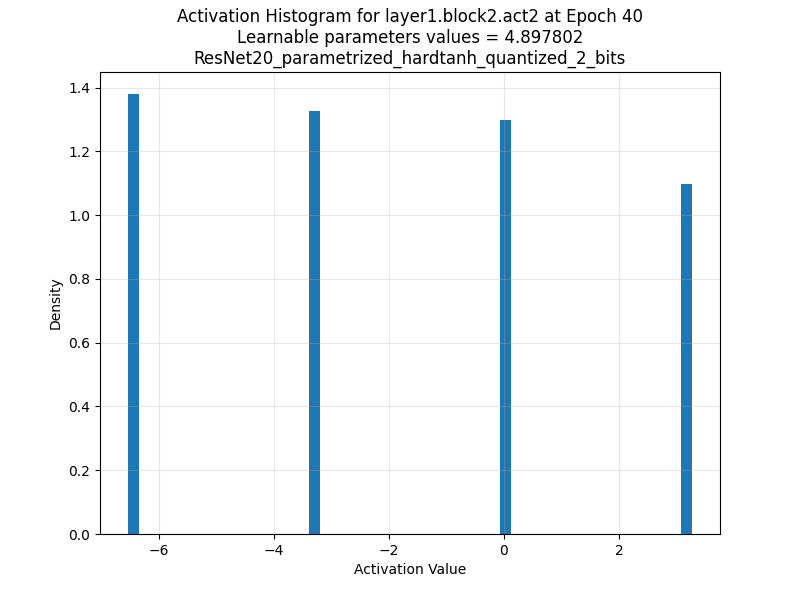 Activation Histogram for layer1.block2.act2 at Epoch 40
Learnable parameters values = 4.897802
ResNet20_parametrized_hardtanh_quantized_2_bits
1.4
1.2
1.0
0.8
0.6
0.4
0.2
0.0
Density
−6
−4
−2
0
2
Activation Value